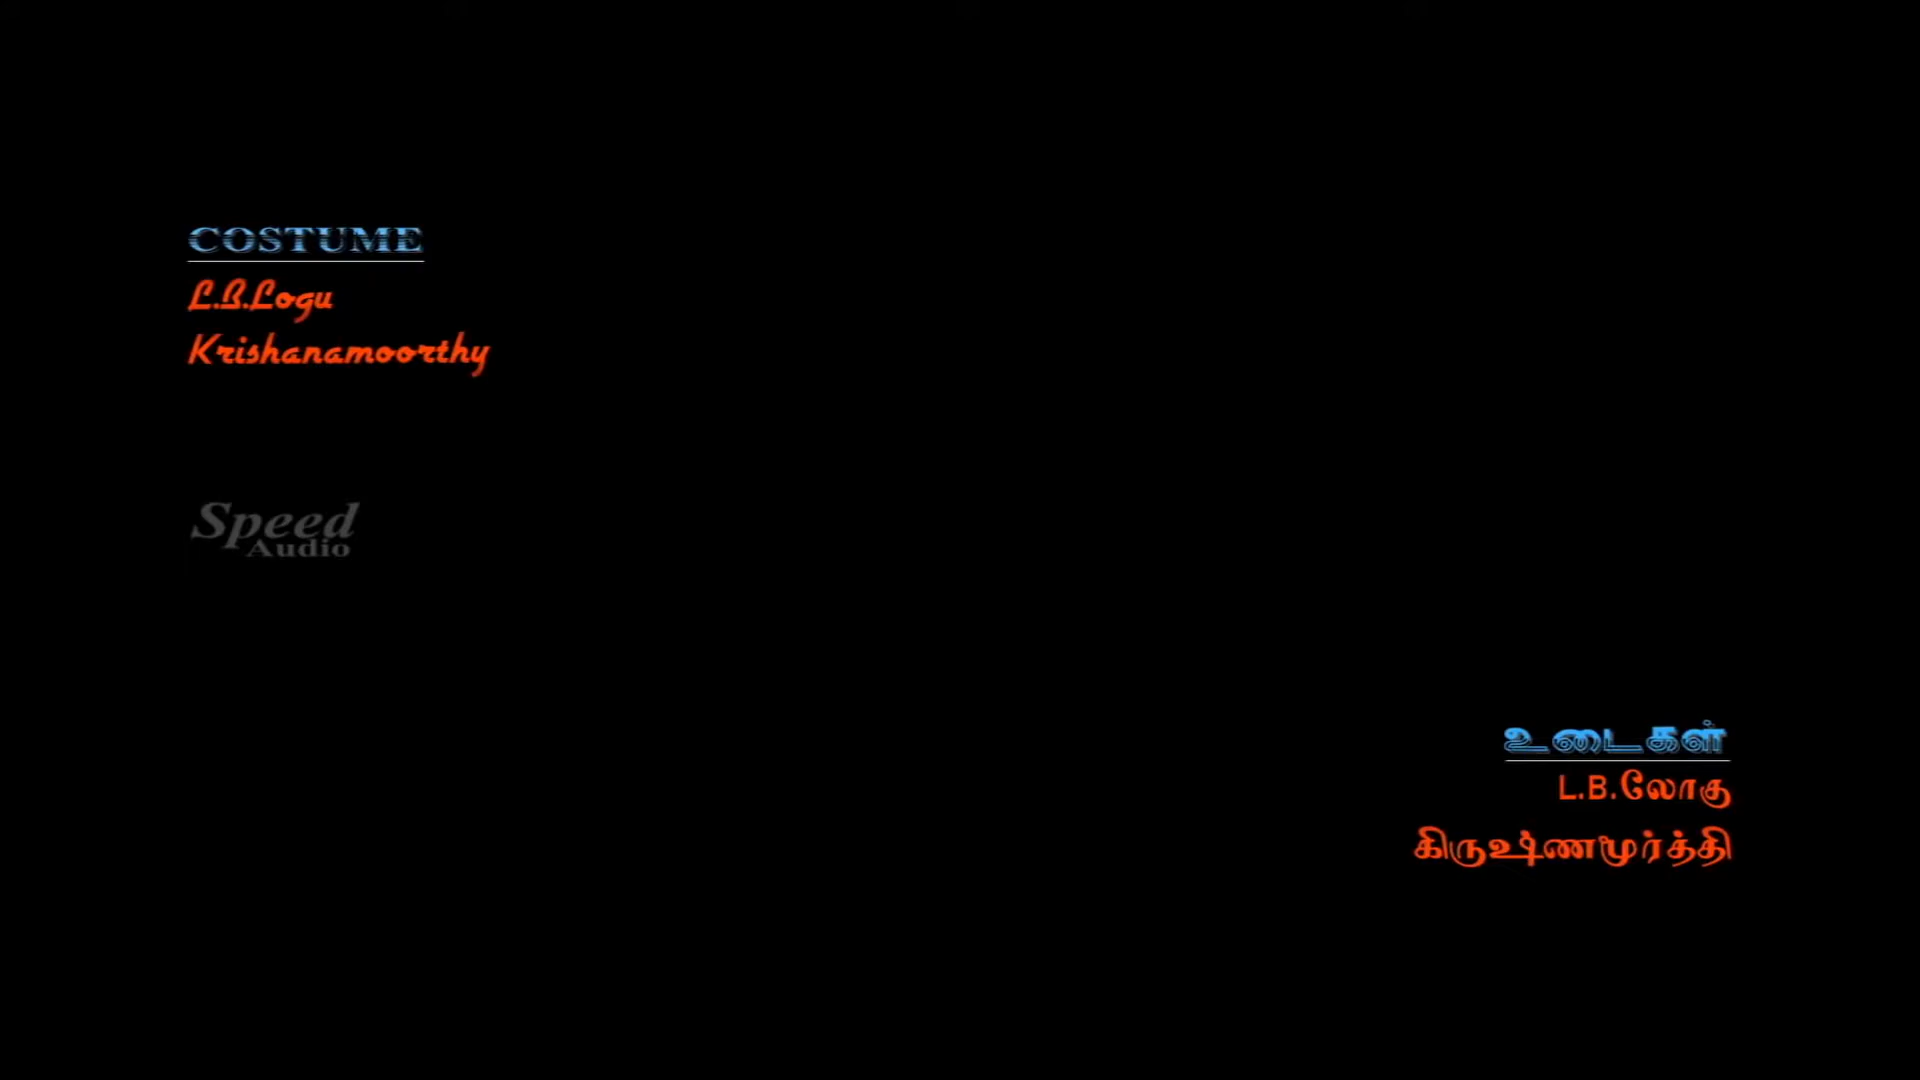 COSTUME
L.B.Logu
Krishanamoorthy
Speed
Audio
உடைகள்
L.B.லோகு
கிருஷ்ணமூர்த்தி